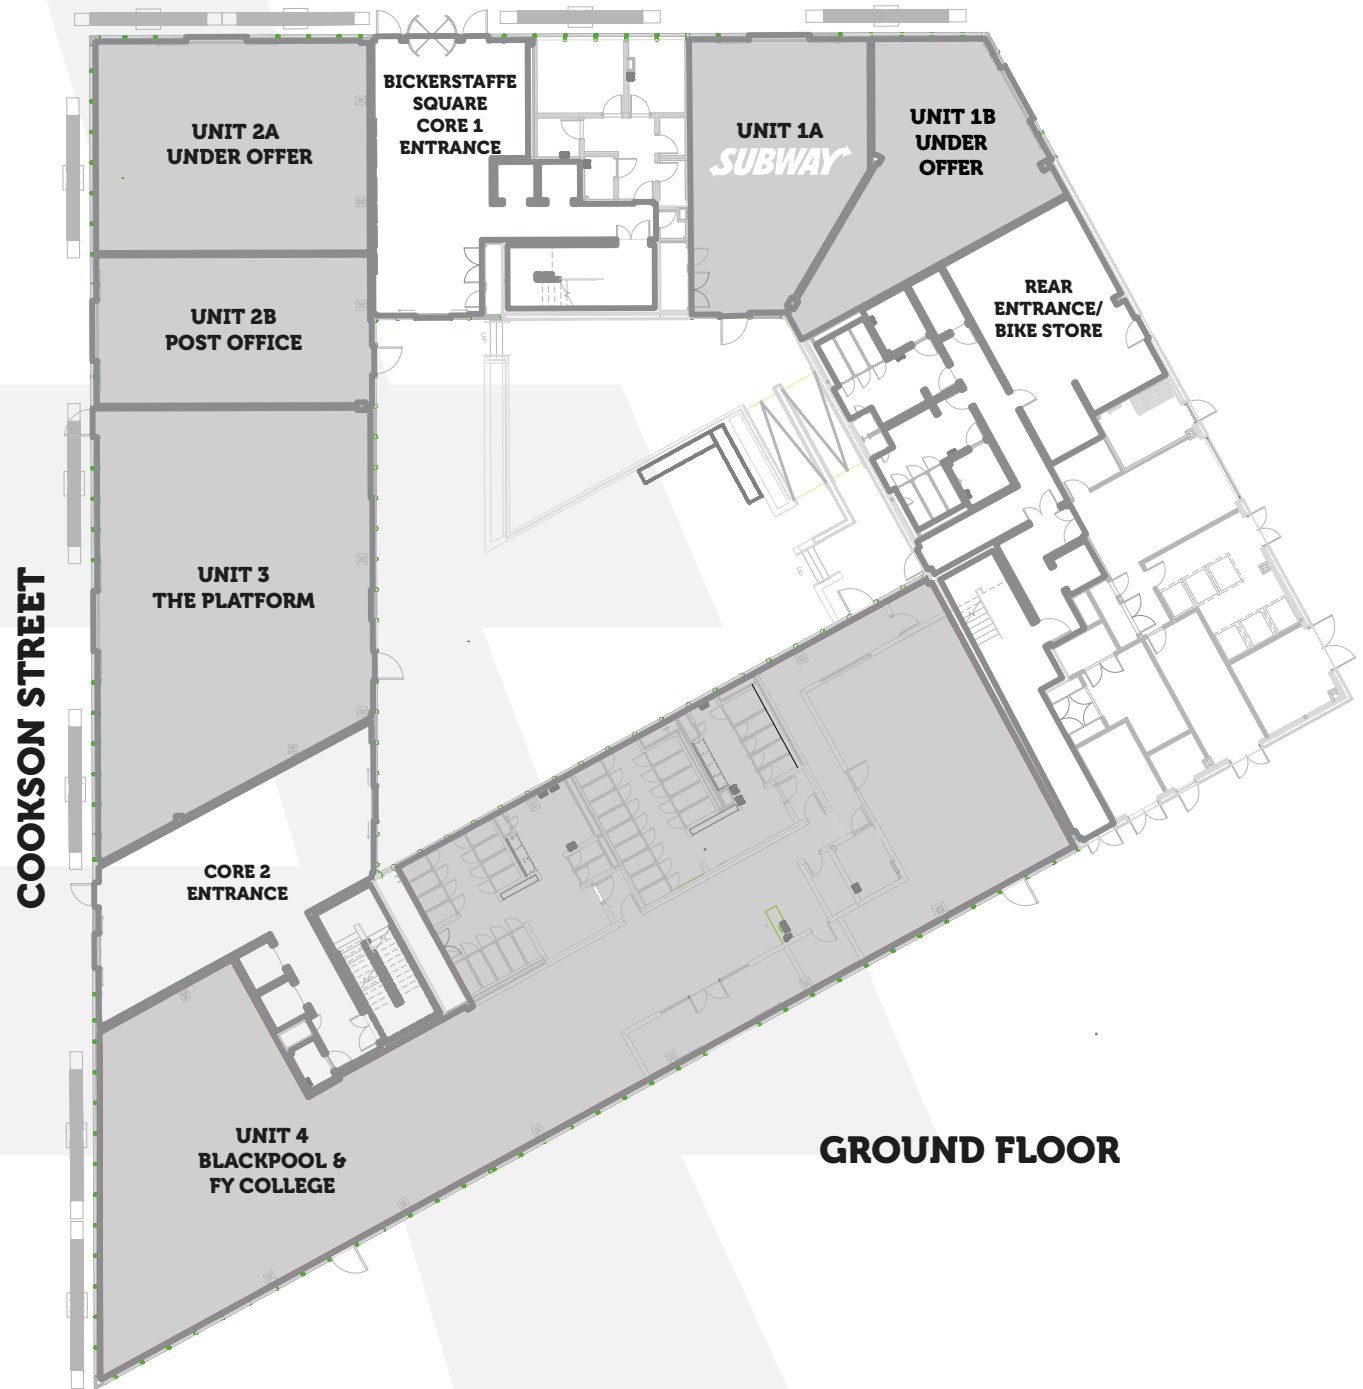 BICKERSTAFFE
SQUARE
CORE 1
ENTRANCE
UNIT 2A
UNDER OFFER
UNIT 1A
SUBWAY
UNIT 1B
UNDER
OFFER
UNIT 2B
POST OFFICE
REAR
ENTRANCE/
BIKE STORE
UP
UNIT 3
THE PLATFORM
UP
COOKSON STREET
CORE 2
ENTRANCE
UNIT 4
BLACKPOOL &
FY COLLEGE
GROUND FLOOR